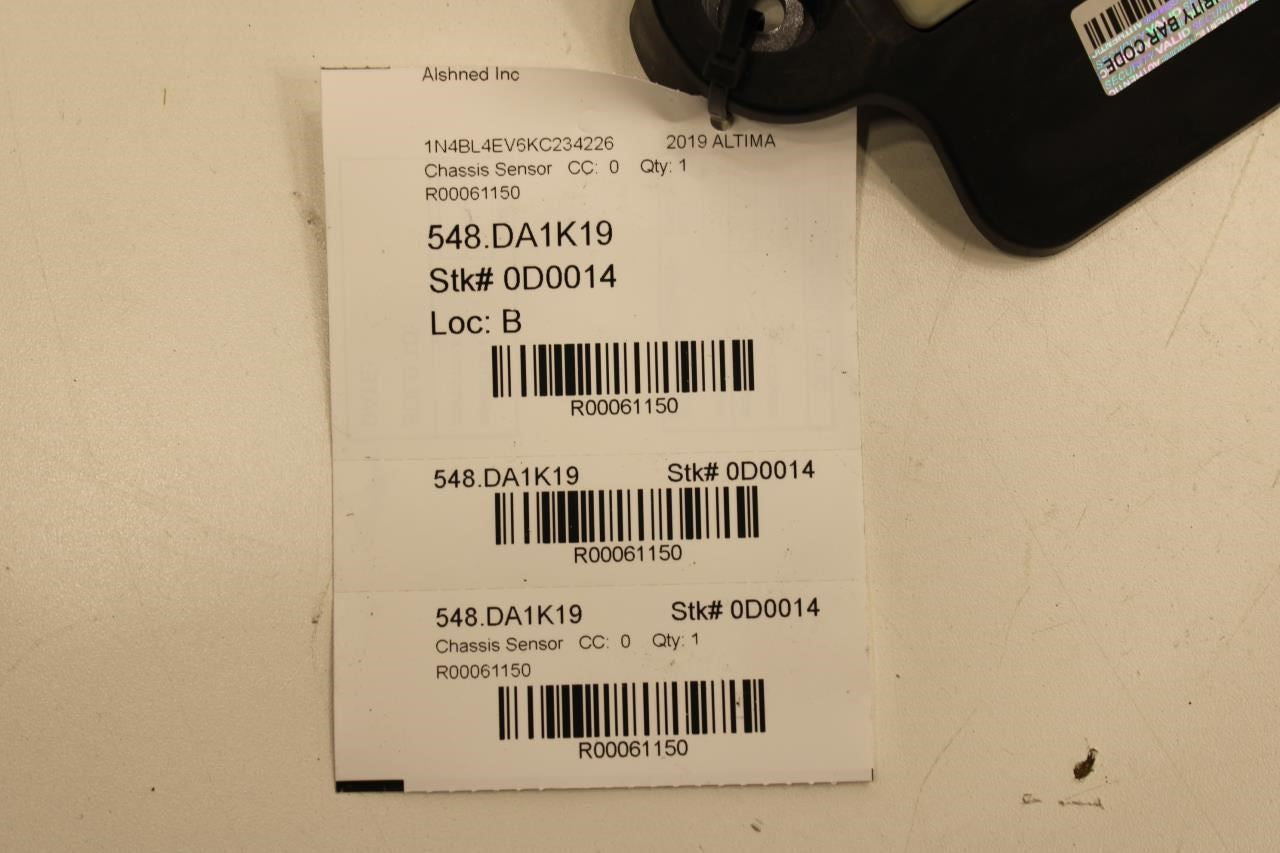 Alshned Inc
1N4BL4EV6KC234226 2019 ALTIMA
Chassis Sensor CC: 0 Qty: 1
R00061150
548.DA1K19
Stk# 0D0014
Loc: B
R00061150
548.DA1K19 Stk# 0D0014
R00061150
548.DA1K19 Stk# 0D0014
Chassis Sensor CC: 0 Qty: 1
R00061150
R00061150
BAR CODE
VALID